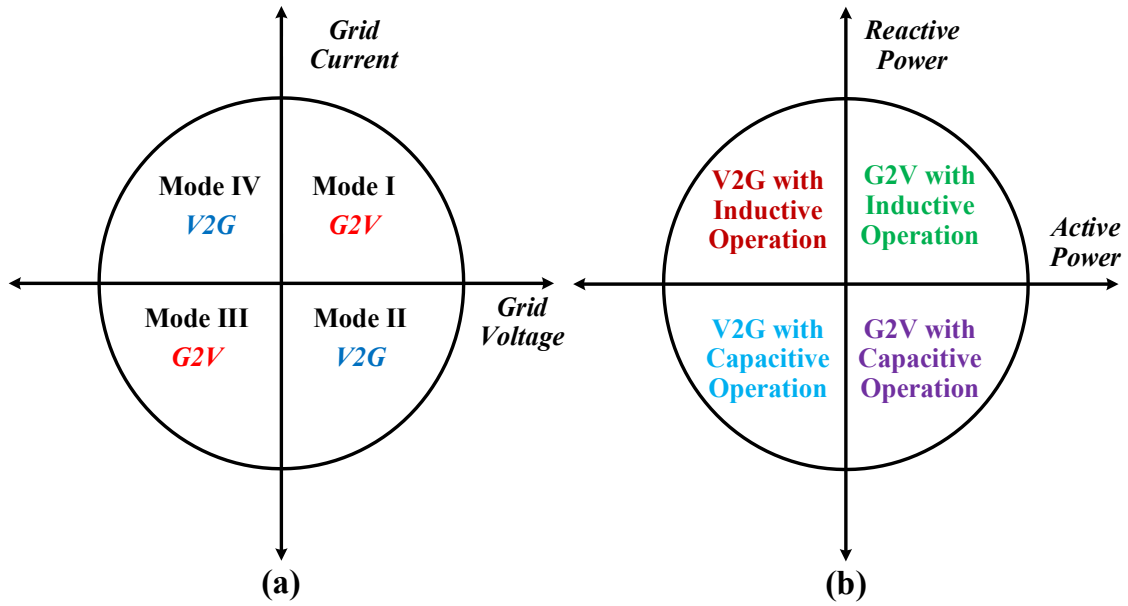 Grid
Current
Mode IV
V2G
Mode I
G2V
Mode III
G2V
Mode II
V2G
Grid
Voltage
(a)
Reactive
Power
V2G with
Inductive
Operation
G2V with
Inductive
Operation
Active
Power
V2G with
Capacitive
Operation
G2V with
Capacitive
Operation
(b)